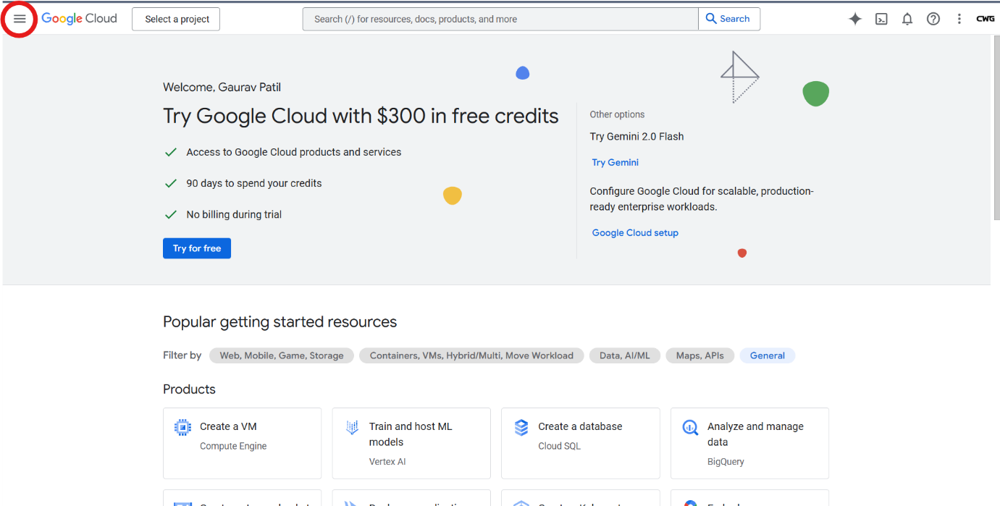 Google Cloud
Select a project
Search (/) for resources, docs, products, and more
Search
CWG
Welcome, Gaurav Patil
Try Google Cloud with $300 in free credits
Access to Google Cloud products and services
90 days to spend your credits
No billing during trial
Try for free
Other options
Try Gemini 2.0 Flash
Try Gemini
Configure Google Cloud for scalable, production-
ready enterprise workloads.
Google Cloud setup
Popular getting started resources
Filter by
Web, Mobile, Game, Storage
Containers, VMs, Hybrid/Multi, Move Workload
Data, AI/ML
Maps, APIs
General
Products
Create a VM
Compute Engine
Train and host ML
models
Vertex AI
Create a database
Cloud SQL
Analyze and manage
data
BigQuery